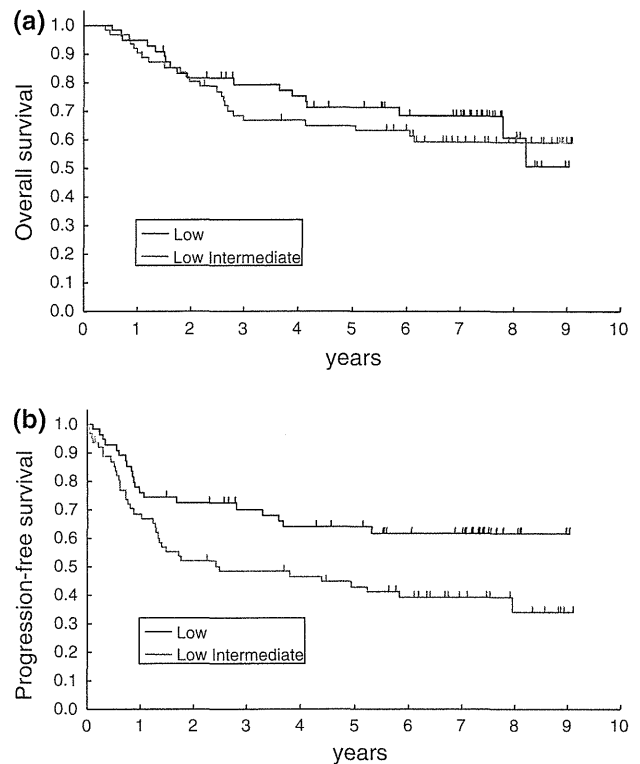 (a)
Overall survival
1.0
0.9
0.8
0.7
0.6
0.5
0.4
0.3
0.2
0.1
0.0
Low
Low Intermediate
0 1 2 3 4 5 6 7 8 9 10
years
(b)
Progression-free survival
1.0
0.9
0.8
0.7
0.6
0.5
0.4
0.3
0.2
0.1
0.0
Low
Low Intermediate
0 1 2 3 4 5 6 7 8 9 10
years